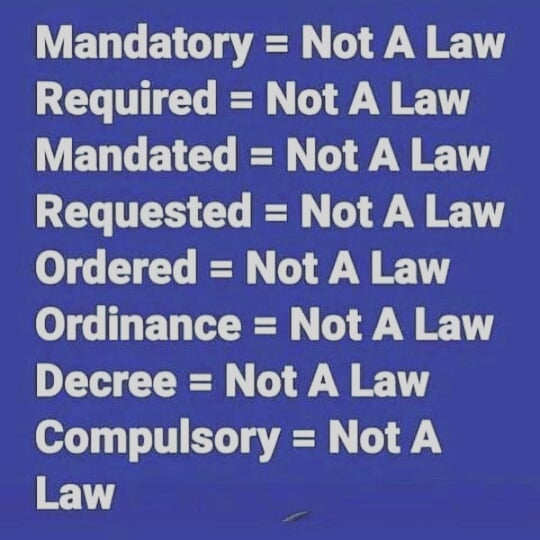 Mandatory = Not A Law
Required = Not A Law
Mandated = Not A Law
Requested = Not A Law
Ordered = Not A Law
Ordinance = Not A Law
Decree = Not A Law
Compulsory = Not A
Law